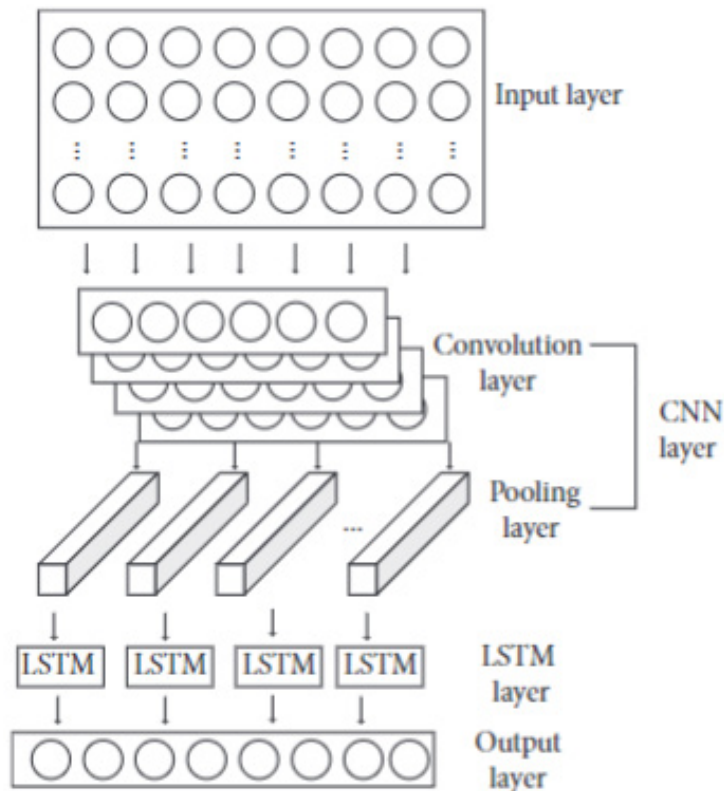 Input layer
Convolution
layer
CNN
layer
Pooling
layer
...
LSTM LSTM LSTM LSTM
LSTM
layer
Output
layer